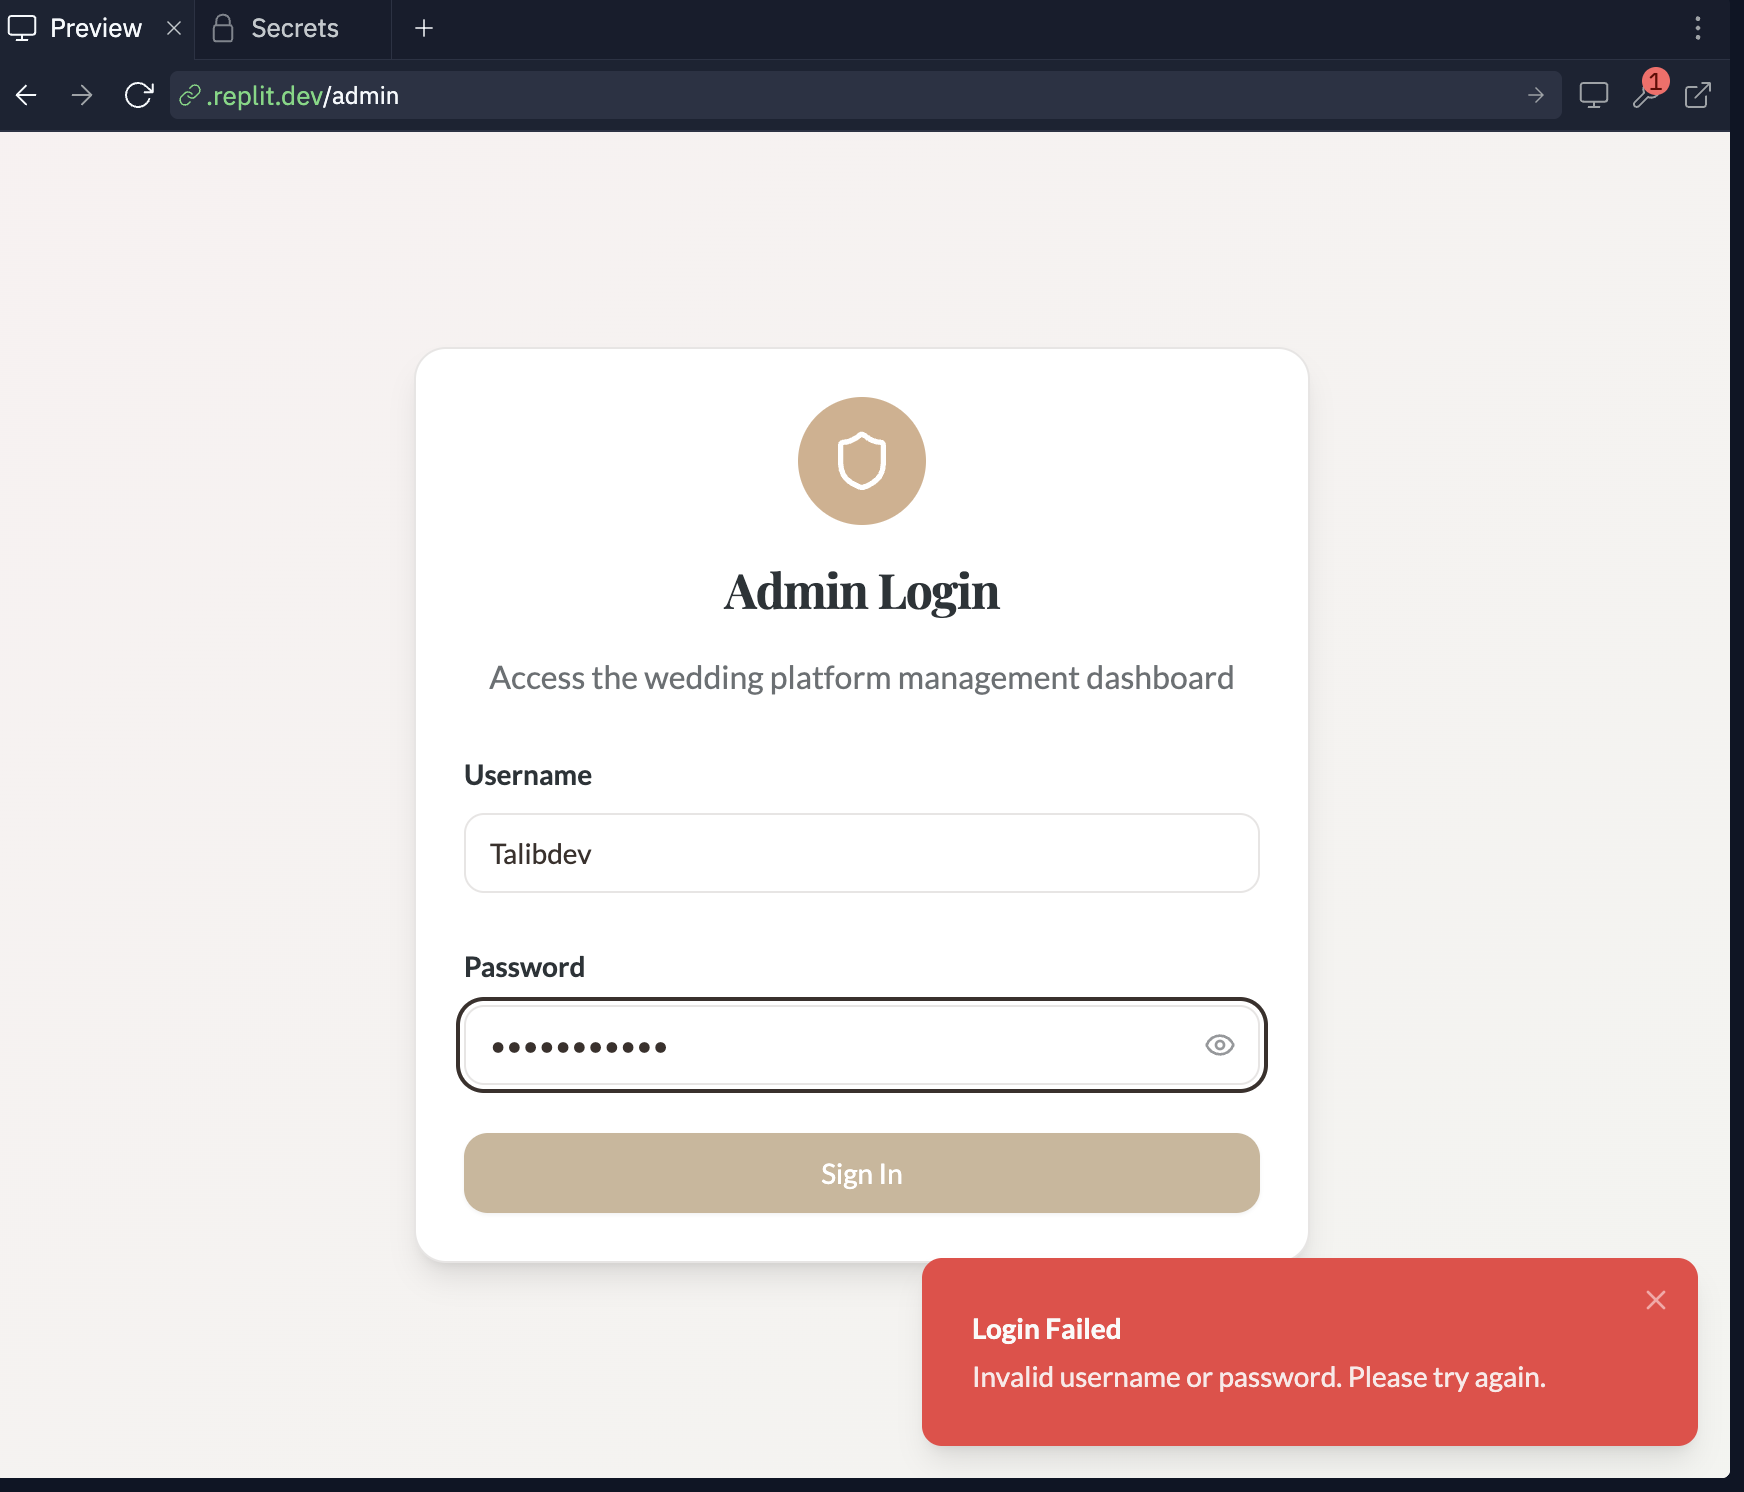 Preview
Secrets
.replit.dev/admin
1
Admin Login
Access the wedding platform management dashboard
Username
Talibdev
Password
•••••••••••
Sign In
Login Failed
Invalid username or password. Please try again.